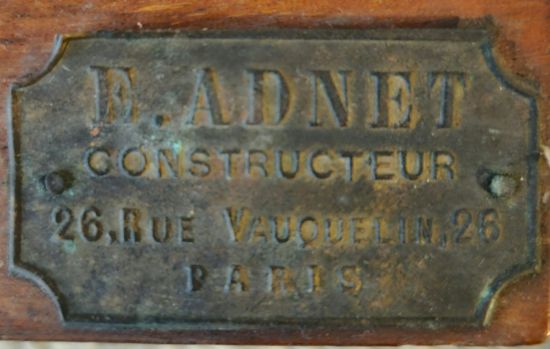 E. ADNET
CONSTRUCTEUR
26, RUE VAUQUELIN, 26
PARIS